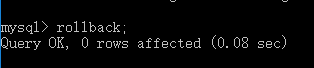 mysql> rollback;
Query OK, 0 rows affected (0.08 sec)